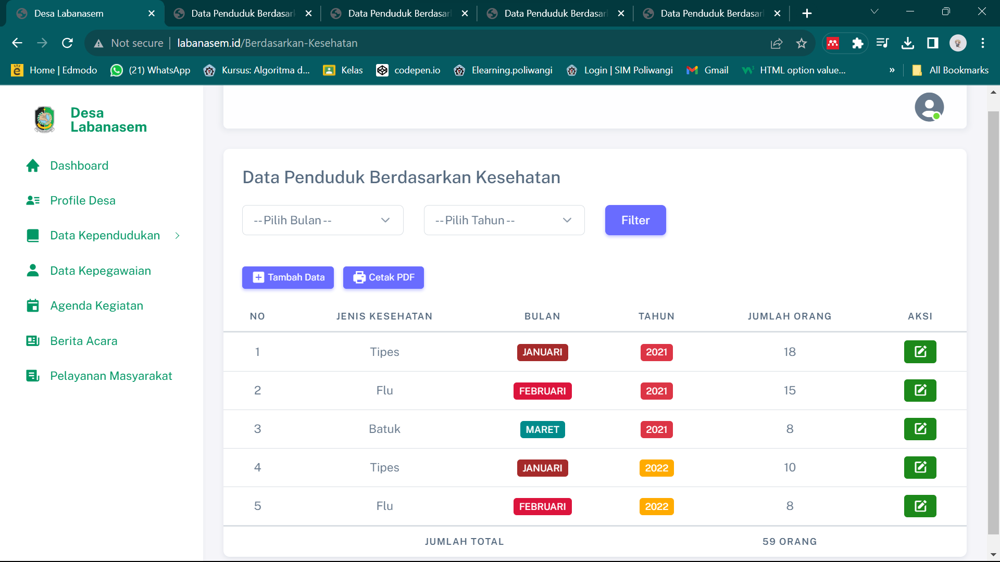 Desa Labanasem
Data Penduduk Berdasar
Data Penduduk Berdasar
Data Penduduk Berdasar
Data Penduduk Berdasar
Not secure
labanasem.id/Berdasarkan-Kesehatan
Home | Edmodo
(21) WhatsApp
Kursus: Algoritma d...
Kelas
codepen.io
Elearning.poliwangi
Login | SIM Poliwangi
Gmail
HTML option value...
»
All Bookmarks
Desa
Labanasem
Dashboard
Profile Desa
Data Kependudukan
Data Kepegawaian
Agenda Kegiatan
Berita Acara
Pelayanan Masyarakat
Data Penduduk Berdasarkan Kesehatan
--Pilih Bulan-- --Pilih Tahun-- Filter
Tambah Data Cetak PDF
NO JENIS KESEHATAN BULAN TAHUN JUMLAH ORANG AKSI
1 Tipes JANUARI 2021 18
2 Flu FEBRUARI 2021 15
3 Batuk MARET 2021 8
4 Tipes JANUARI 2022 10
5 Flu FEBRUARI 2022 8
JUMLAH TOTAL 59 ORANG